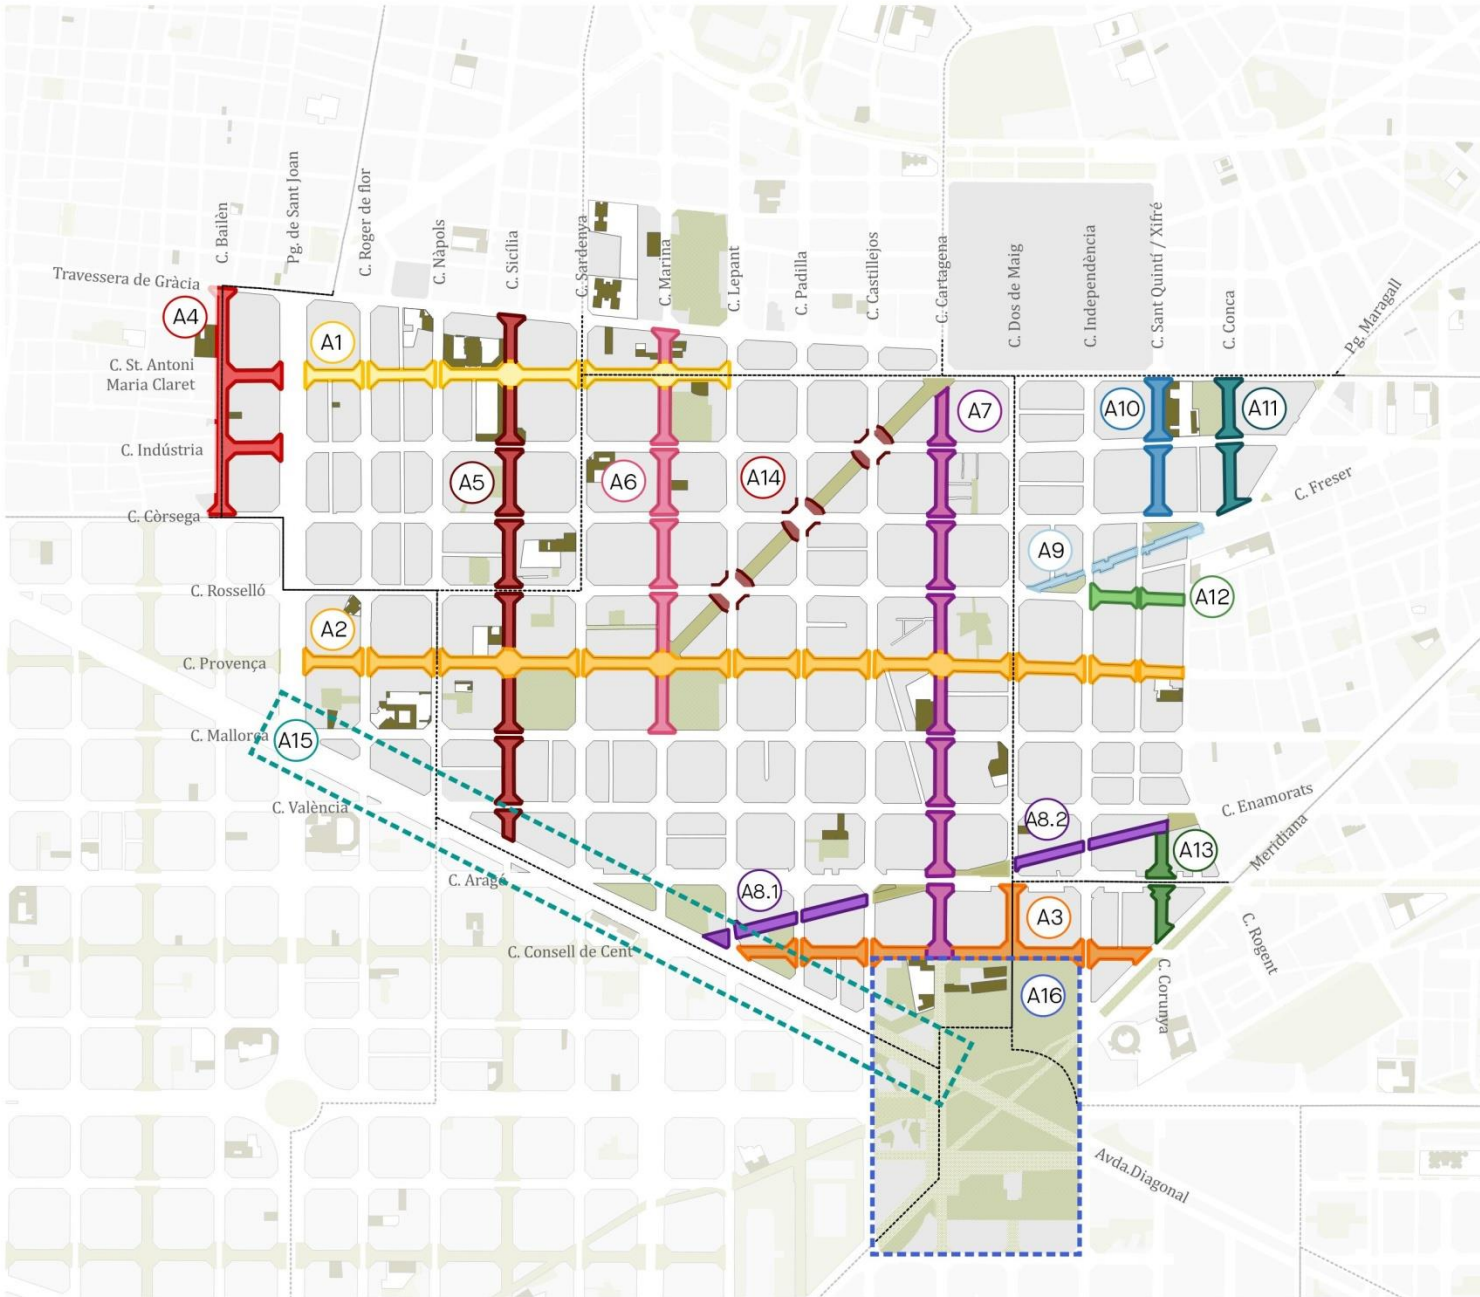 C. Bailèn
Pg. de Sant Joan
C. Roger de flor
C. Nàpols
C. Sicília
C. Sardenya
C. Marina
C. Lepant
C. Padilla
C. Castillejos
C. Cartagena
C. Dos de Maig
C. Independència
C. Sant Quintí / Xifré
C. Conca
Pg. Maragall
Travessera de Gràcia
A4
A1
C. St. Antoni
Maria Claret
A7
A10
A11
C. Indústria
A5
A6
A14
C. Freser
C. Còrsega
A9
C. Rosselló
A12
A2
C. Provença
C. Mallorca
A15
C. València
C. Enamorats
A8.2
A13
Meridiana
C. Aragó
A8.1
A3
C. Rogent
C. Consell de Cent
A16
C. Corunya
Avda.Diagonal